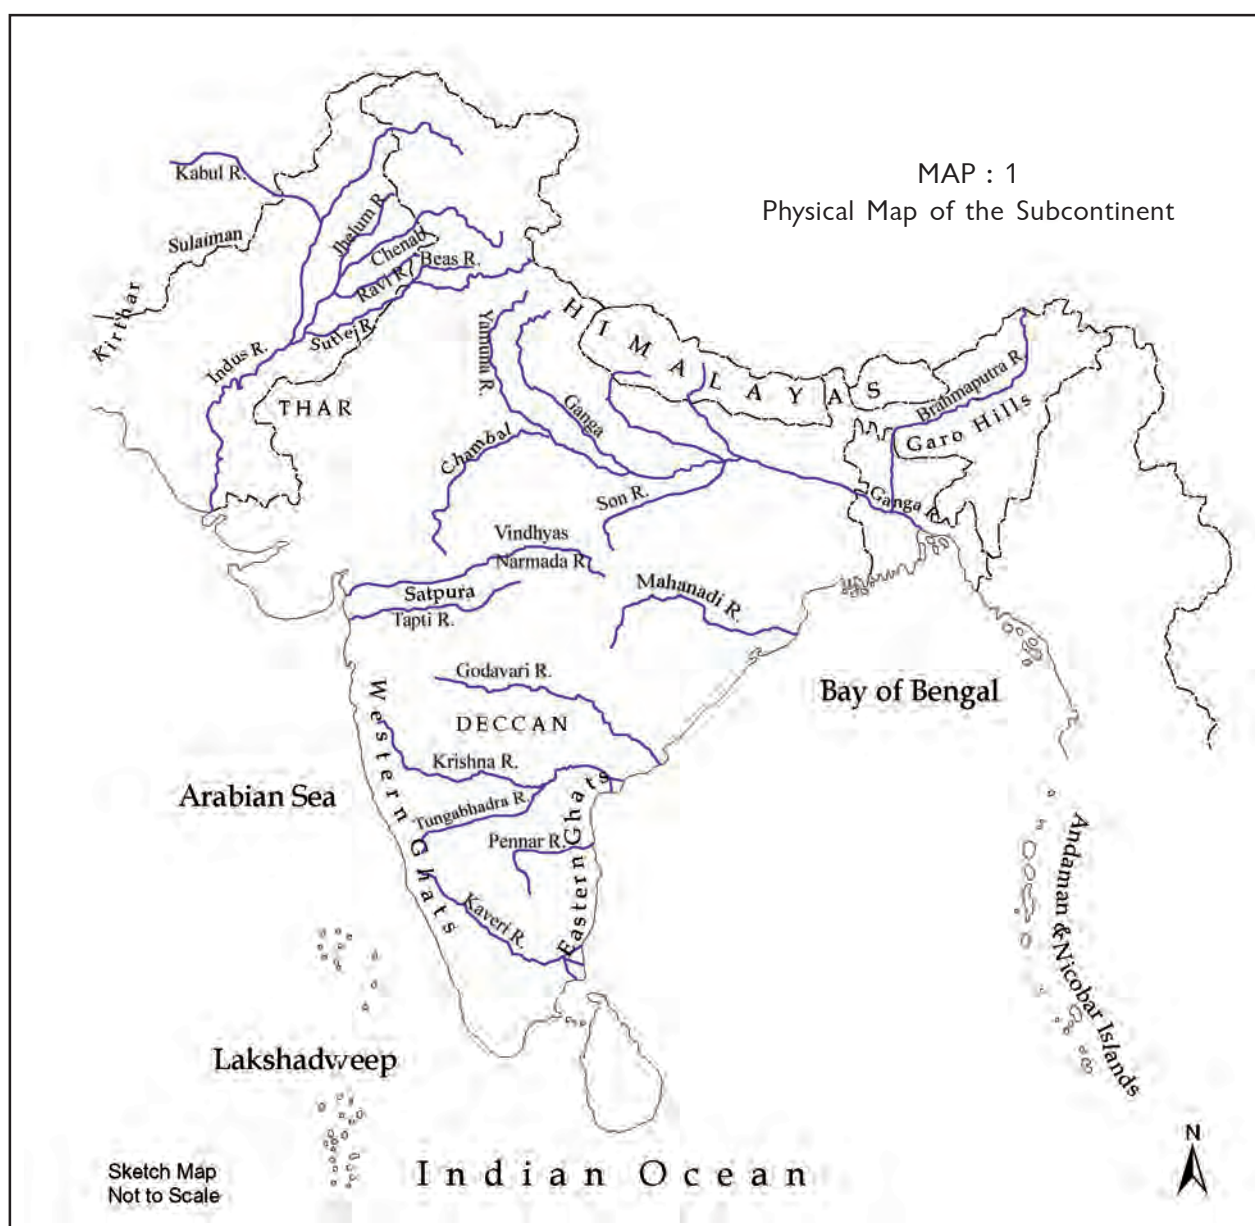 MAP : 1
Physical Map of the Subcontinent
Kabul R.
Sulaiman
Kirthar
Jhelum R.
Chenab
Ravi R.
Beas R.
Sutlej R.
Indus R.
THAR
HIMALAYAS
Yamuna R.
Ganga
Chambal
Son R.
Brahmaputra R.
Garo Hills
Ganga R.
Vindhyas
Narmada R.
Satpura
Tapti R.
Mahanadi R.
Godavari R.
DECCAN
Western Ghats
Krishna R.
Tungabhadra R.
Pennar R.
Eastern Ghats
Kaveri R.
Arabian Sea
Bay of Bengal
Andaman & Nicobar Islands
Lakshadweep
Indian Ocean
Sketch Map
Not to Scale
N